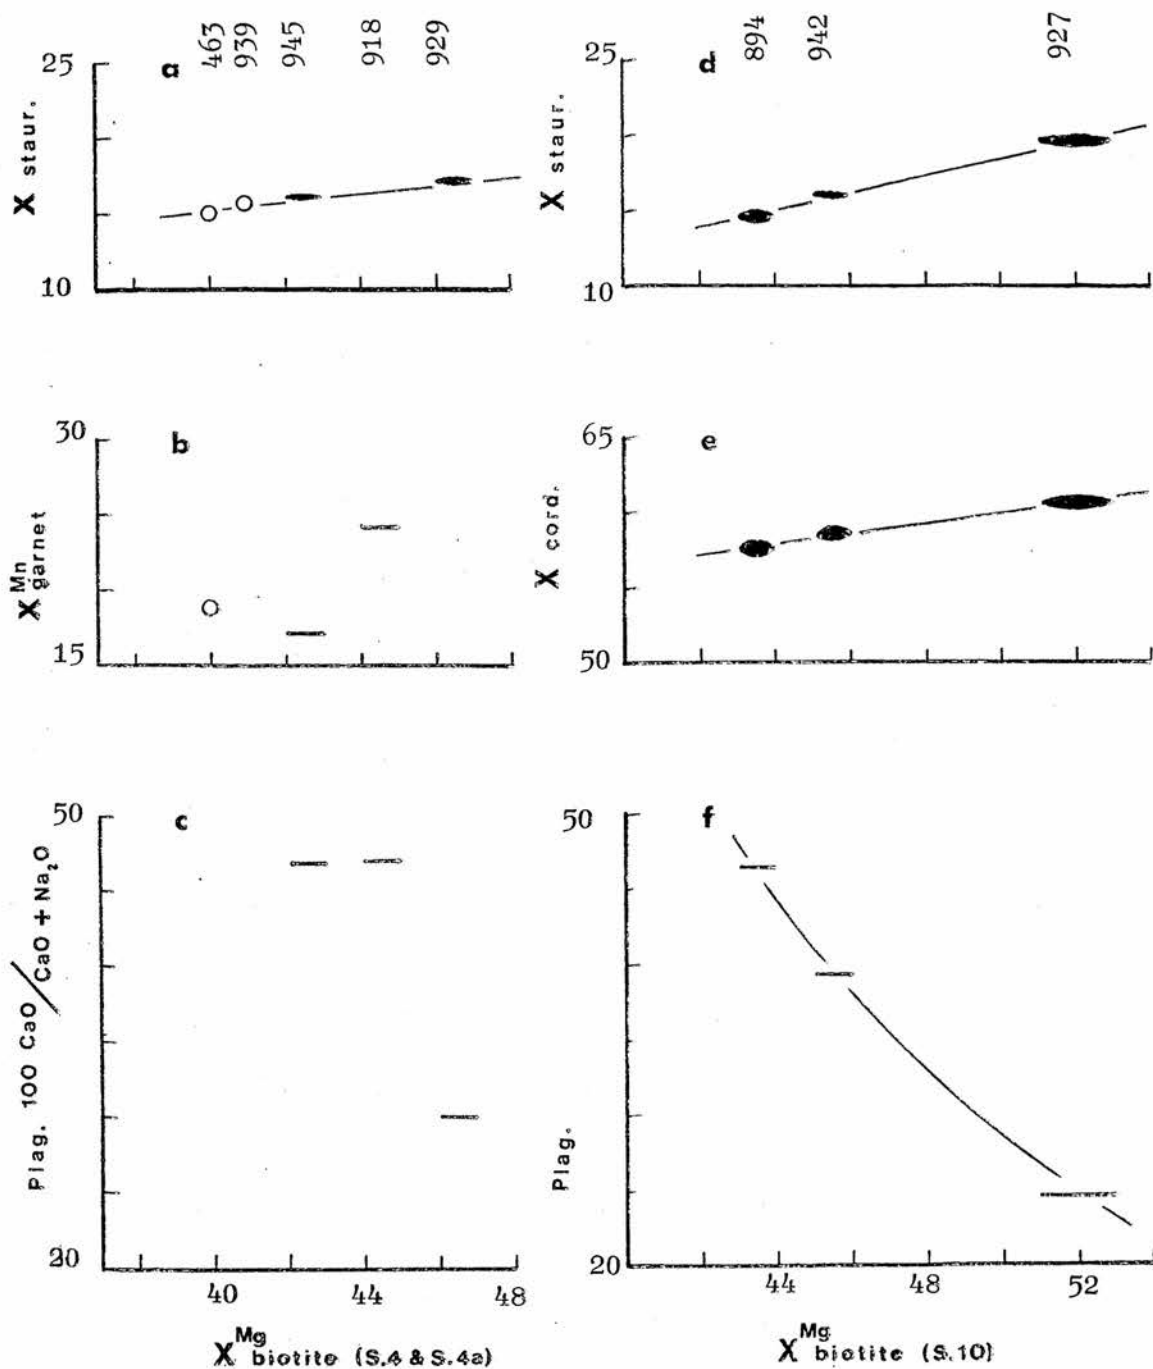 463 939 945 918 929
894 942 927
a
25
X staur.
10
d
25
X staur.
10
b
30
X Mn garnet
15
e
65
X cord.
50
c
50
Plag. 100 CaO / CaO + Na2O
20
40 44 48
X Mg biotite (S.4 & S.4a)
f
50
Plag.
20
44 48 52
X Mg biotite (S.10)